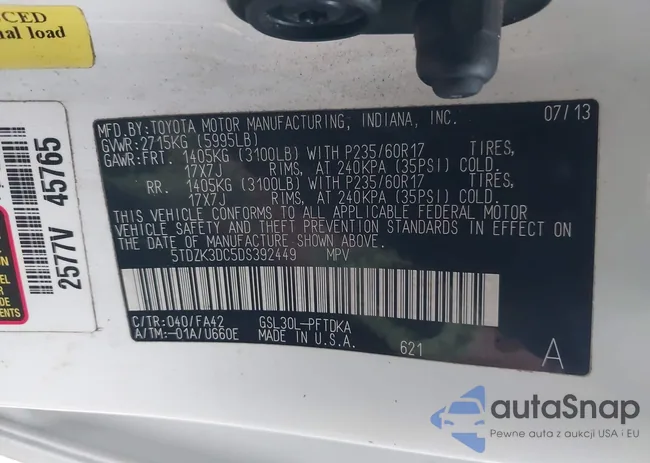 CED
nal load
2577V 45765
ENTS
MFD.BY:TOYOTA MOTOR MANUFACTURING, INDIANA, INC. 07/13
GVWR:2715KG (5995LB)
GAWR:FRT. 1405KG (3100LB) WITH P235/60R17 TIRES,
17X7J RIMS, AT 240KPA (35PSI) COLD.
RR. 1405KG (3100LB) WITH P235/60R17 TIRES,
17X7J RIMS, AT 240KPA (35PSI) COLD.
THIS VEHICLE CONFORMS TO ALL APPLICABLE FEDERAL MOTOR
VEHICLE SAFETY AND THEFT PREVENTION STANDARDS IN EFFECT ON
THE DATE OF MANUFACTURE SHOWN ABOVE.
5TDZK3DC5DS392449 MPV
C/TR:040/FA42 GSL30L-PFTDKA
A/TM:-01A/U660E MADE IN U.S.A. 621 A
autaSnap
Pewne auta z aukcji USA i EU